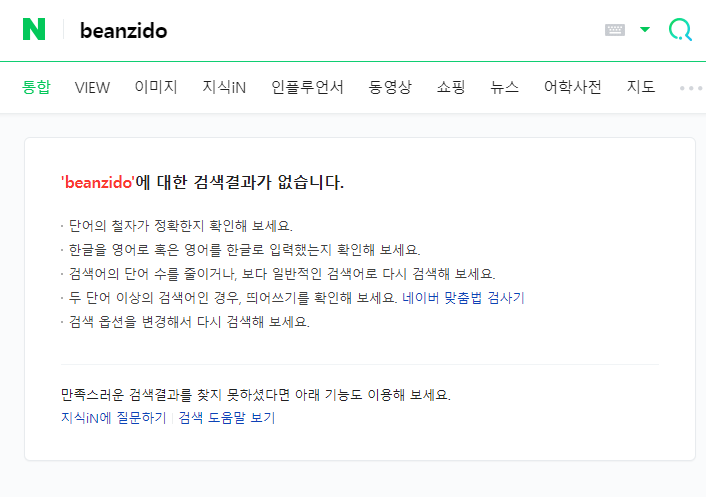 N beanzido
통합 VIEW 이미지 지식iN 인플루언서 동영상 쇼핑 뉴스 어학사전 지도
'beanzido'에 대한 검색결과가 없습니다.
· 단어의 철자가 정확한지 확인해 보세요.
· 한글을 영어로 혹은 영어를 한글로 입력했는지 확인해 보세요.
· 검색어의 단어 수를 줄이거나, 보다 일반적인 검색어로 다시 검색해 보세요.
· 두 단어 이상의 검색어인 경우, 띄어쓰기를 확인해 보세요. 네이버 맞춤법 검사기
· 검색 옵션을 변경해서 다시 검색해 보세요.
만족스러운 검색결과를 찾지 못하셨다면 아래 기능도 이용해 보세요.
지식iN에 질문하기 검색 도움말 보기